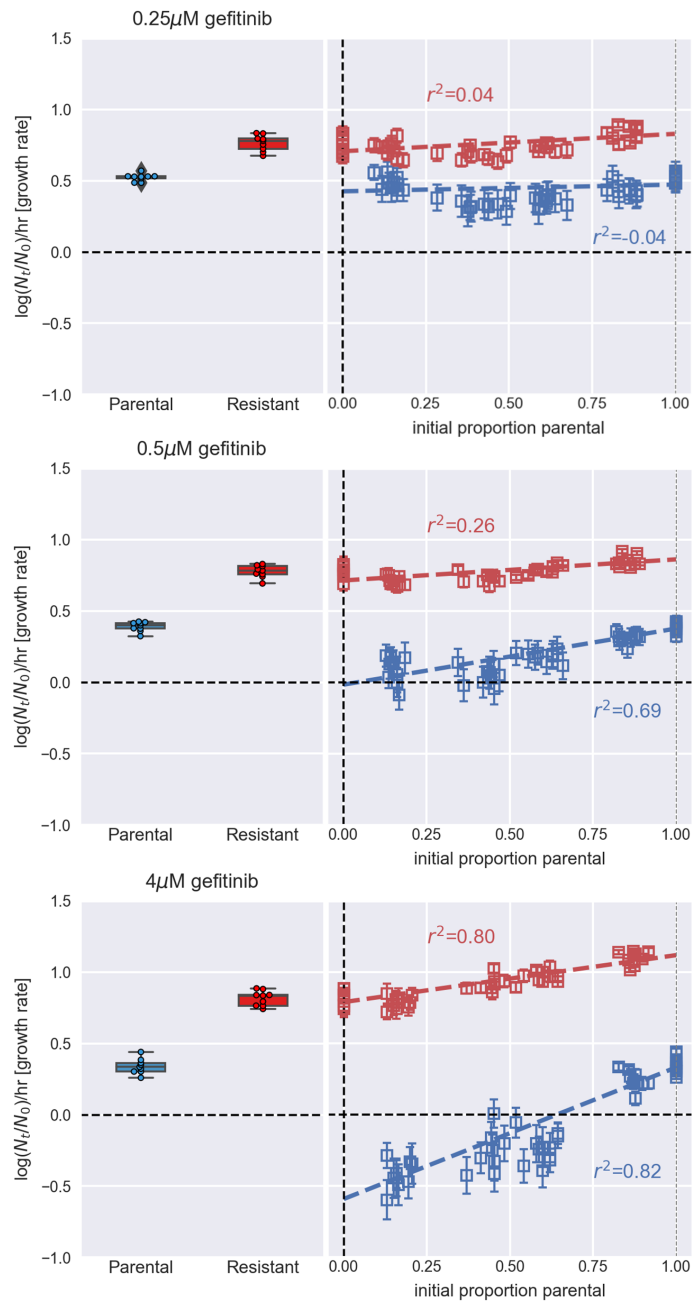 0.25μM gefitinib
log(N_t/N_0)/hr [growth rate]
1.5
1.0
0.5
0.0
−0.5
−1.0
Parental Resistant
r²=0.04
r²=-0.04
0.00 0.25 0.50 0.75 1.00
initial proportion parental
0.5μM gefitinib
log(N_t/N_0)/hr [growth rate]
1.5
1.0
0.5
0.0
−0.5
−1.0
Parental Resistant
r²=0.26
r²=0.69
0.00 0.25 0.50 0.75 1.00
initial proportion parental
4μM gefitinib
log(N_t/N_0)/hr [growth rate]
1.5
1.0
0.5
0.0
−0.5
−1.0
Parental Resistant
r²=0.80
r²=0.82
0.00 0.25 0.50 0.75 1.00
initial proportion parental